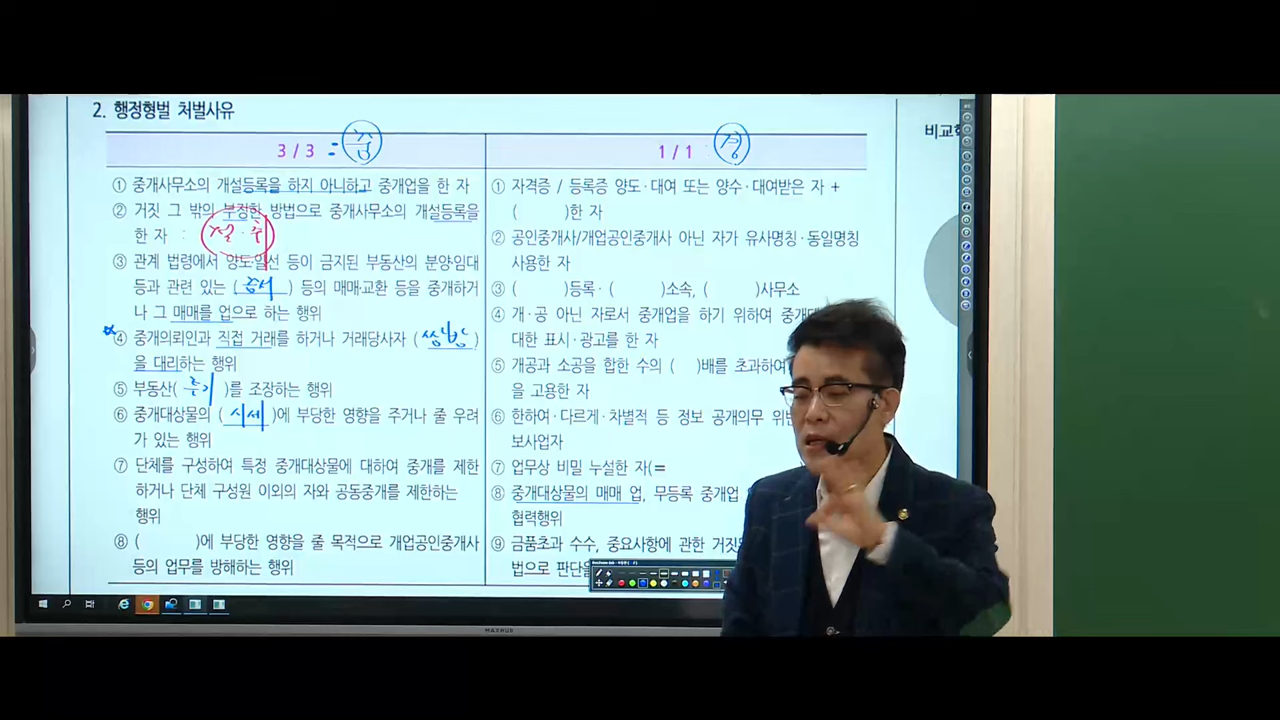 2. 행정형벌 처벌사유
비교
3 / 3 = 중
① 중개사무소의 개설등록을 하지 아니하고 중개업을 한 자
② 거짓 그 밖의 부정한 방법으로 중개사무소의 개설등록을
한 자 : 절·취
③ 관계 법령에서 양도·알선 등이 금지된 부동산의 분양·임대
등과 관련 있는 ( 증서 ) 등의 매매·교환 등을 중개하거
나 그 매매를 업으로 하는 행위
④ 중개의뢰인과 직접 거래를 하거나 거래당사자 ( 쌍방 )
을 대리하는 행위
⑤ 부동산( 투기 )를 조장하는 행위
⑥ 중개대상물의 ( 시세 )에 부당한 영향을 주거나 줄 우려
가 있는 행위
⑦ 단체를 구성하여 특정 중개대상물에 대하여 중개를 제한
하거나 단체 구성원 이외의 자와 공동중개를 제한하는
행위
⑧ ( )에 부당한 영향을 줄 목적으로 개업공인중개사
등의 업무를 방해하는 행위
1 / 1 경
① 자격증 / 등록증 양도·대여 또는 양수·대여받은 자 +
( )한 자
② 공인중개사/개업공인중개사 아닌 자가 유사명칭·동일명칭
사용한 자
③ ( )등록·( )소속, ( )사무소
④ 개·공 아닌 자로서 중개업을 하기 위하여 중개대
대한 표시·광고를 한 자
⑤ 개공과 소공을 합한 수의 ( )배를 초과하여
을 고용한 자
⑥ 한하여·다르게·차별적 등 정보 공개의무 위반
보사업자
⑦ 업무상 비밀 누설한 자(=
⑧ 중개대상물의 매매 업, 무등록 중개업
협력행위
⑨ 금품초과 수수, 중요사항에 관한 거짓
법으로 판단을
MAXHUB